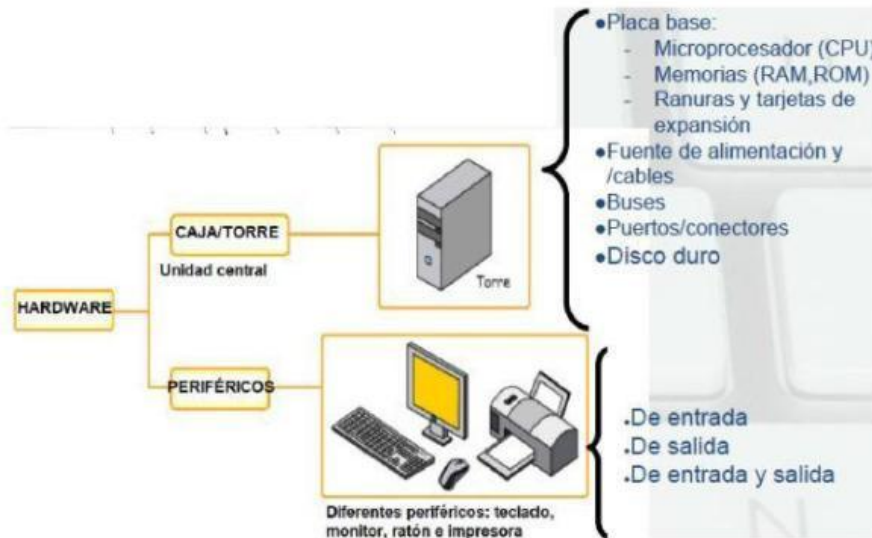 ●Placa base:
- Microprocesador (CPU)
- Memorias (RAM,ROM)
- Ranuras y tarjetas de
expansión
●Fuente de alimentación y
/cables
●Buses
●Puertos/conectores
●Disco duro
CAJA/TORRE
Unidad central
Torre
HARDWARE
PERIFÉRICOS
.De entrada
.De salida
.De entrada y salida
Diferentes periféricos: teclado,
monitor, ratón e impresora
N